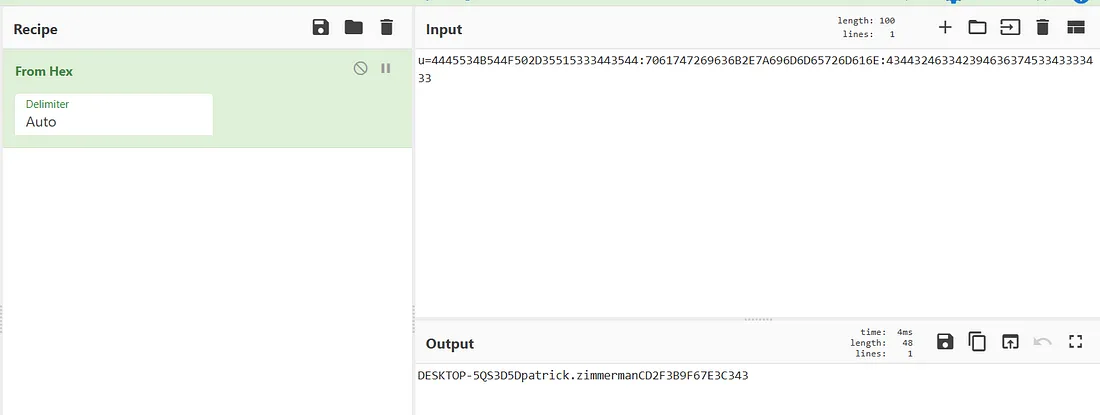 Recipe
From Hex
Delimiter
Auto
Input
length: 100
lines: 1
u=4445534B544F502D35515333443544:7061747269636B2E7A696D6D65726D616E:434432463342394636374533433334
33
Output
time: 4ms
length: 48
lines: 1
DESKTOP-5QS3D5Dpatrick.zimmermanCD2F3B9F67E3C343